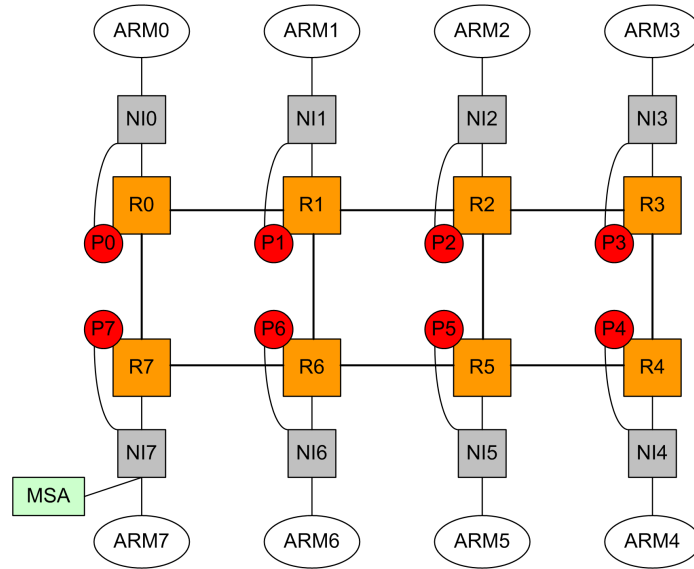 ARM0 ARM1 ARM2 ARM3
NI0 NI1 NI2 NI3
R0 R1 R2 R3
P0 P1 P2 P3
P7 P6 P5 P4
R7 R6 R5 R4
NI7 NI6 NI5 NI4
MSA
ARM7 ARM6 ARM5 ARM4